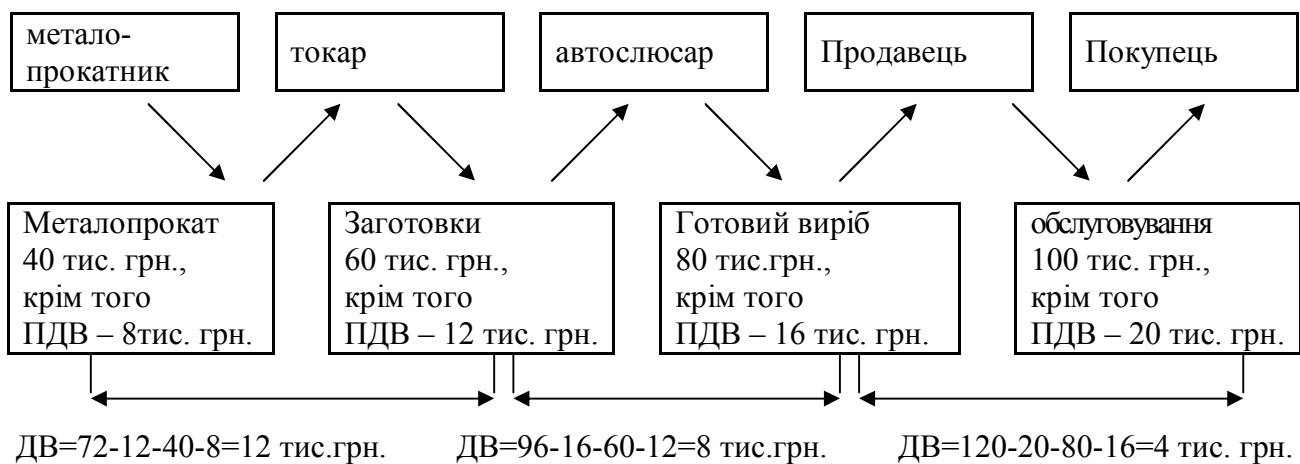 метало-
прокатник
токар
автослюсар
Продавець
Покупець
Металопрокат
40 тис. грн.,
крім того
ПДВ – 8тис. грн.
Заготовки
60 тис. грн.,
крім того
ПДВ – 12 тис. грн.
Готовий виріб
80 тис.грн.,
крім того
ПДВ – 16 тис. грн.
обслуговування
100 тис. грн.,
крім того
ПДВ – 20 тис. грн.
ДВ=72-12-40-8=12 тис.грн.
ДВ=96-16-60-12=8 тис.грн.
ДВ=120-20-80-16=4 тис. грн.